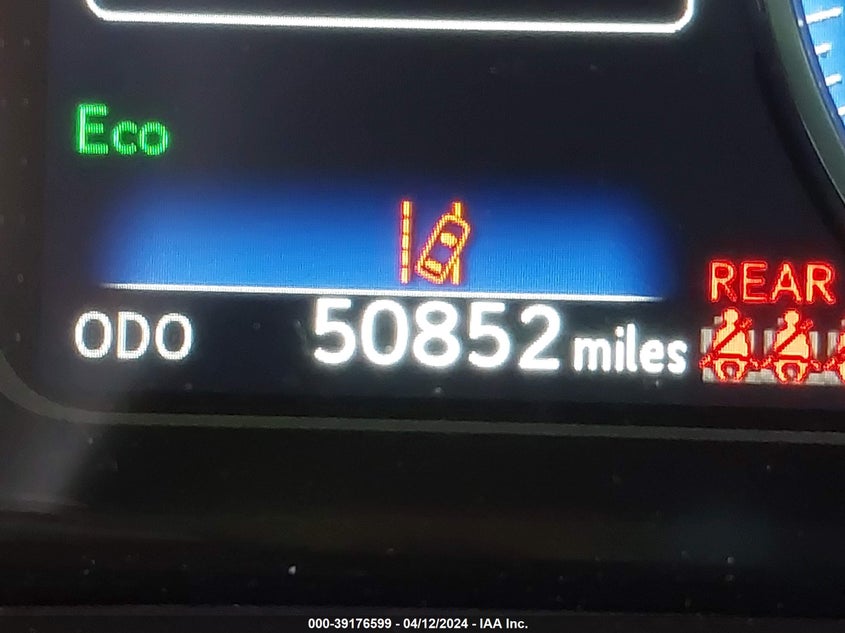 Eco
REAR
ODO 50852 miles
000-39176599 - 04/12/2024 - IAA Inc.